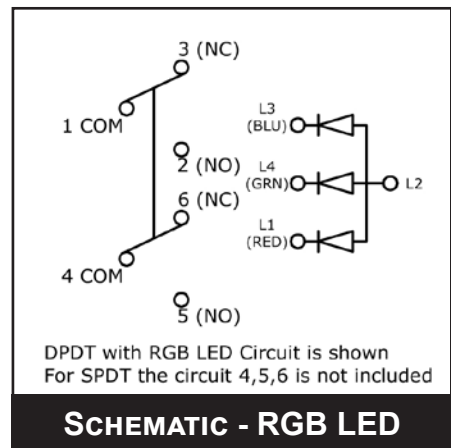 3 (NC)
1 COM
2 (NO)
6 (NC)
4 COM
5 (NO)
L3
(BLU)
L4
(GRN)
L2
L1
(RED)
DPDT with RGB LED Circuit is shown
For SPDT the circuit 4,5,6 is not included
SCHEMATIC - RGB LED